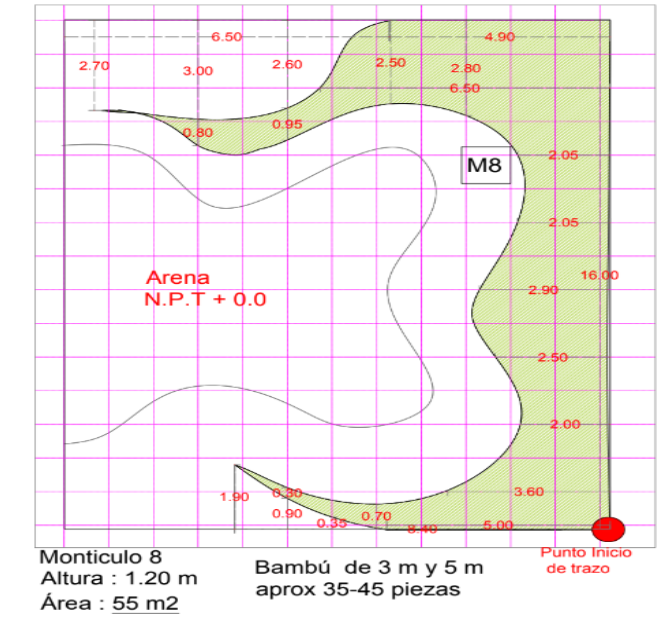 6.50
4.90
2.70
3.00
2.60
2.50
2.80
6.50
0.80
0.95
2.05
M8
2.05
16.00
Arena
N.P.T + 0.0
2.90
2.50
2.00
1.90
0.30
3.60
0.90
0.35
0.70
8.40
5.00
Monticulo 8
Altura : 1.20 m
Área : 55 m2
Bambú de 3 m y 5 m
aprox 35-45 piezas
Punto Inicio
de trazo